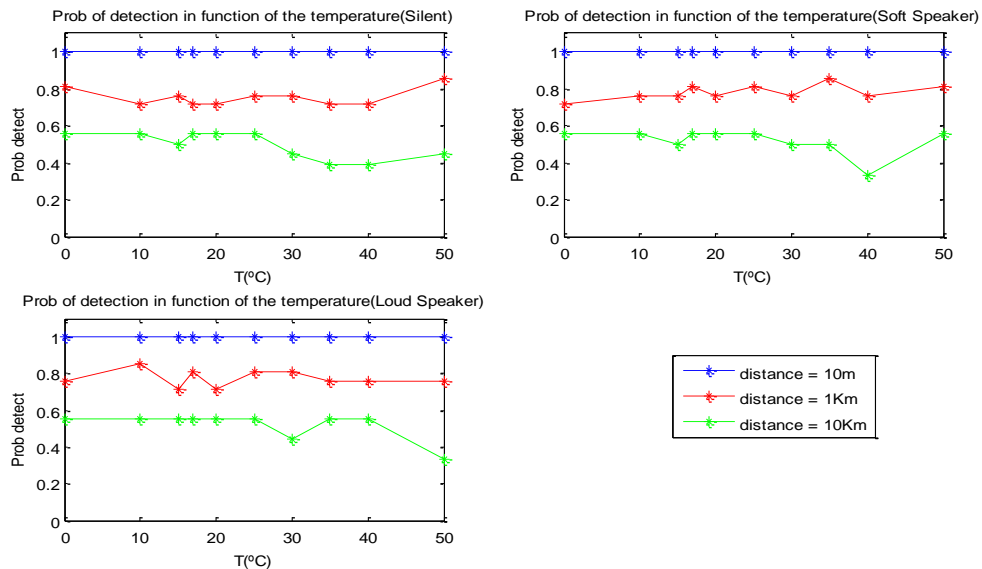 Prob of detection in function of the temperature(Silent)
1
0.8
0.6
0.4
0.2
0
Prob detect
0 10 20 30 40 50
T(ºC)
Prob of detection in function of the temperature(Soft Speaker)
1
0.8
0.6
0.4
0.2
0
Prob detect
0 10 20 30 40 50
T(ºC)
Prob of detection in function of the temperature(Loud Speaker)
1
0.8
0.6
0.4
0.2
0
Prob detect
0 10 20 30 40 50
T(ºC)
distance = 10m
distance = 1Km
distance = 10Km